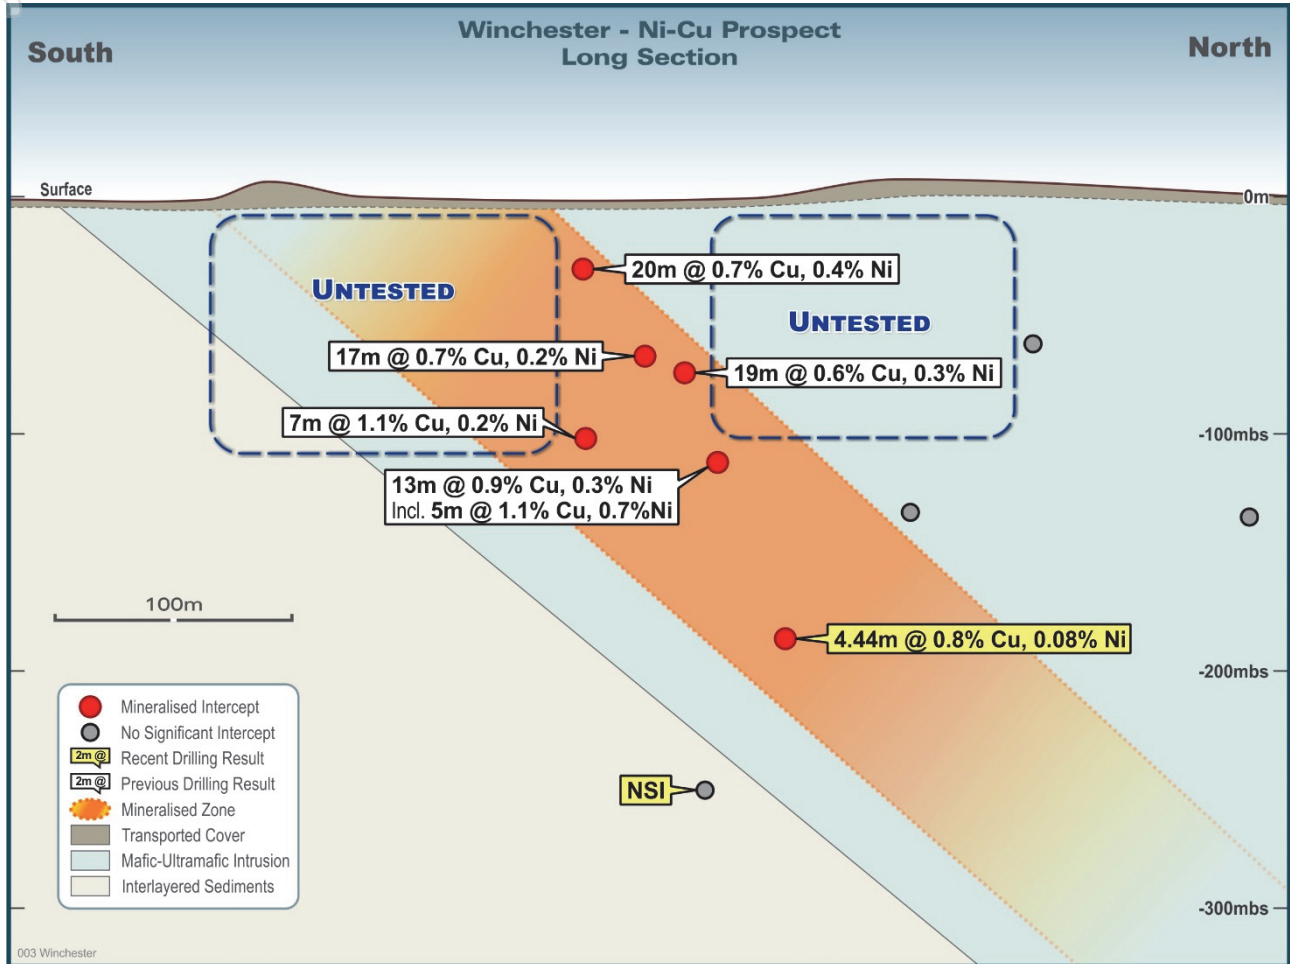 Winchester - Ni-Cu Prospect
Long Section
South
North
Surface
0m
20m @ 0.7% Cu, 0.4% Ni
UNTESTED
UNTESTED
17m @ 0.7% Cu, 0.2% Ni
19m @ 0.6% Cu, 0.3% Ni
7m @ 1.1% Cu, 0.2% Ni
-100mbs
13m @ 0.9% Cu, 0.3% Ni
Incl. 5m @ 1.1% Cu, 0.7%Ni
100m
4.44m @ 0.8% Cu, 0.08% Ni
-200mbs
Mineralised Intercept
No Significant Intercept
2m @ Recent Drilling Result
2m @ Previous Drilling Result
Mineralised Zone
Transported Cover
Mafic-Ultramafic Intrusion
Interlayered Sediments
NSI
-300mbs
003 Winchester